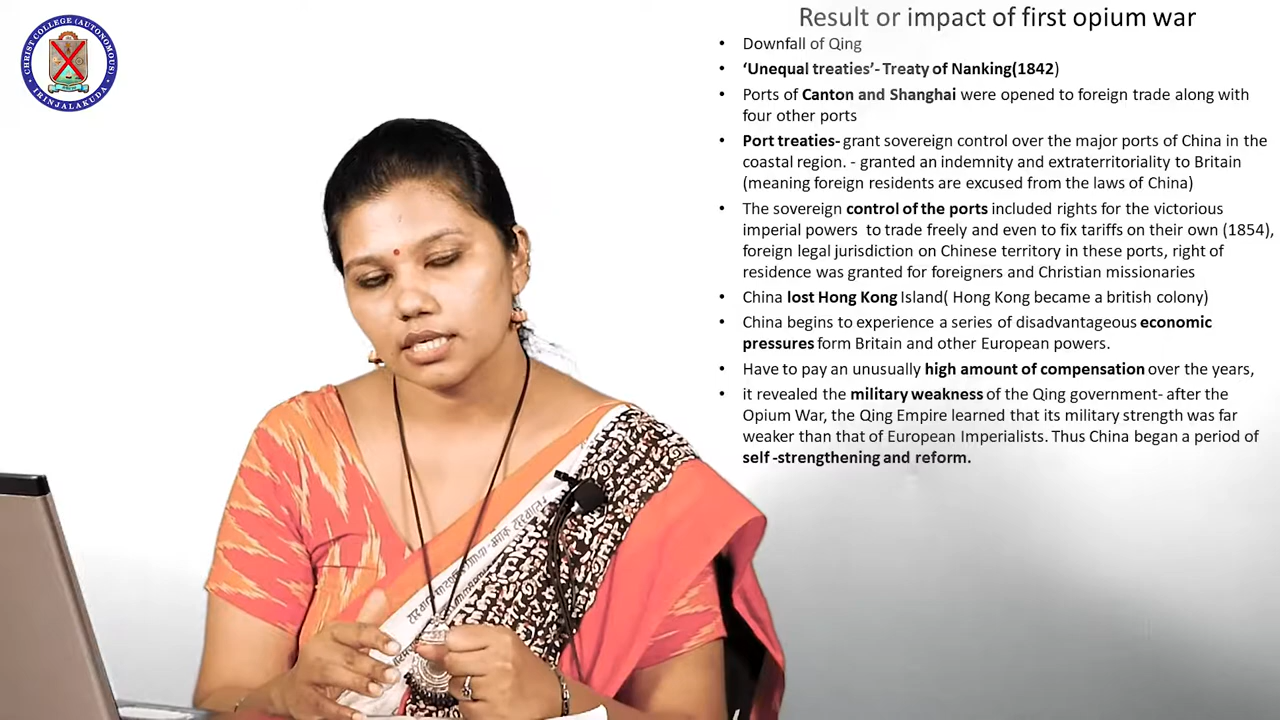 CHRIST COLLEGE (AUTONOMOUS)
IRINJALAKUDA
Result or impact of first opium war
• Downfall of Qing
• ‘Unequal treaties’- Treaty of Nanking(1842)
• Ports of Canton and Shanghai were opened to foreign trade along with
four other ports
• Port treaties- grant sovereign control over the major ports of China in the
coastal region. - granted an indemnity and extraterritoriality to Britain
(meaning foreign residents are excused from the laws of China)
• The sovereign control of the ports included rights for the victorious
imperial powers to trade freely and even to fix tariffs on their own (1854),
foreign legal jurisdiction on Chinese territory in these ports, right of
residence was granted for foreigners and Christian missionaries
• China lost Hong Kong Island( Hong Kong became a british colony)
• China begins to experience a series of disadvantageous economic
pressures form Britain and other European powers.
• Have to pay an unusually high amount of compensation over the years,
• it revealed the military weakness of the Qing government- after the
Opium War, the Qing Empire learned that its military strength was far
weaker than that of European Imperialists. Thus China began a period of
self -strengthening and reform.